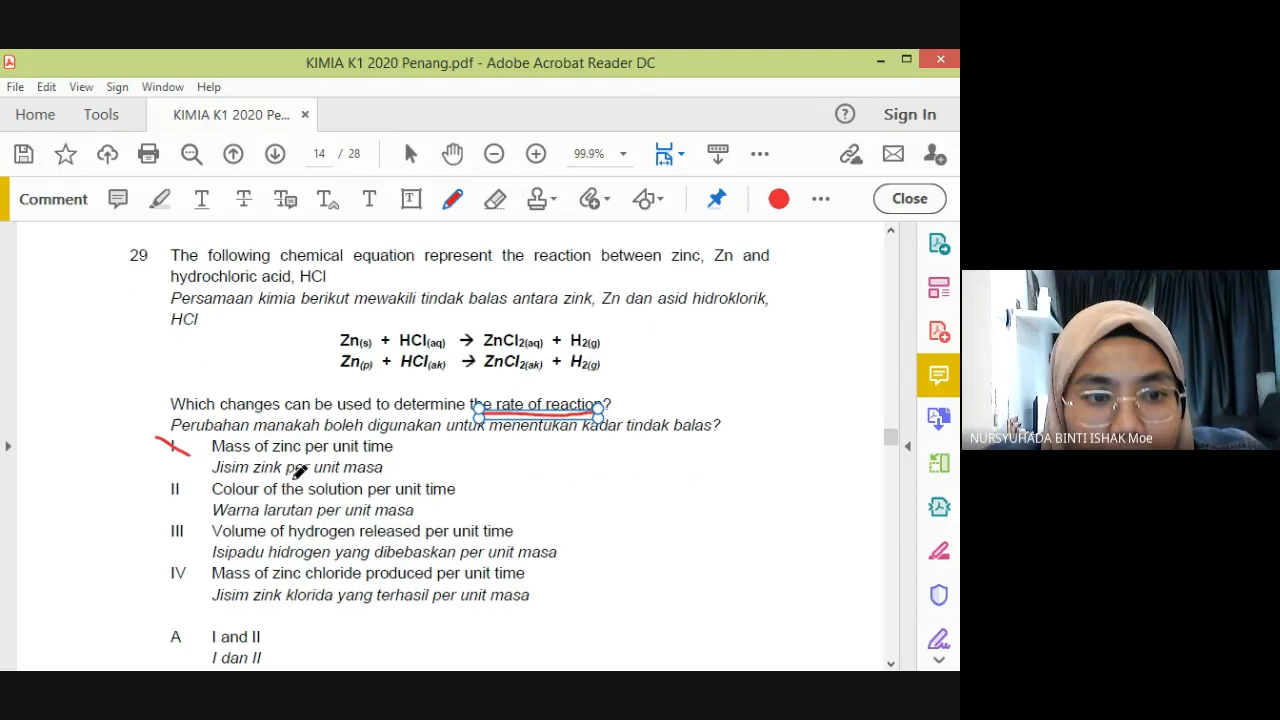 KIMIA K1 2020 Penang.pdf - Adobe Acrobat Reader DC
File Edit View Sign Window Help
Home Tools KIMIA K1 2020 Pe... × Sign In
14 / 28 99.9%
Comment Close
29 The following chemical equation represent the reaction between zinc, Zn and
hydrochloric acid, HCl
Persamaan kimia berikut mewakili tindak balas antara zink, Zn dan asid hidroklorik,
HCl
Zn(s) + HCl(aq) → ZnCl2(aq) + H2(g)
Zn(p) + HCl(ak) → ZnCl2(ak) + H2(g)
Which changes can be used to determine the rate of reaction?
Perubahan manakah boleh digunakan untuk menentukan kadar tindak balas?
I Mass of zinc per unit time
Jisim zink per unit masa
II Colour of the solution per unit time
Warna larutan per unit masa
III Volume of hydrogen released per unit time
Isipadu hidrogen yang dibebaskan per unit masa
IV Mass of zinc chloride produced per unit time
Jisim zink klorida yang terhasil per unit masa
A I and II
I dan II
NURSYUHADA BINTI ISHAK Moe